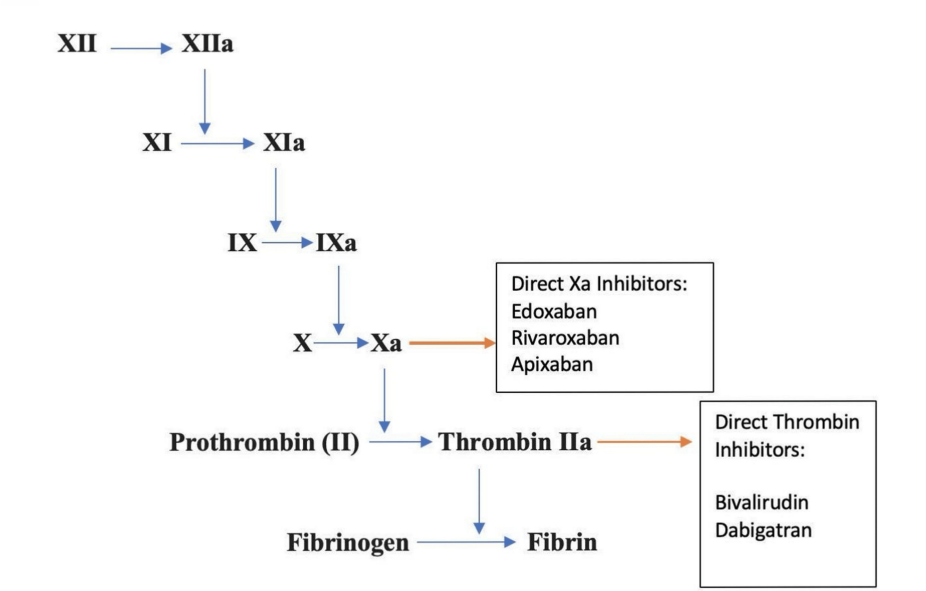 XII XIIa
XI XIa
IX IXa
Direct Xa Inhibitors:
Edoxaban
Rivaroxaban
Apixaban
X Xa
Direct Thrombin
Inhibitors:
Bivalirudin
Dabigatran
Prothrombin (II) Thrombin IIa
Fibrinogen Fibrin